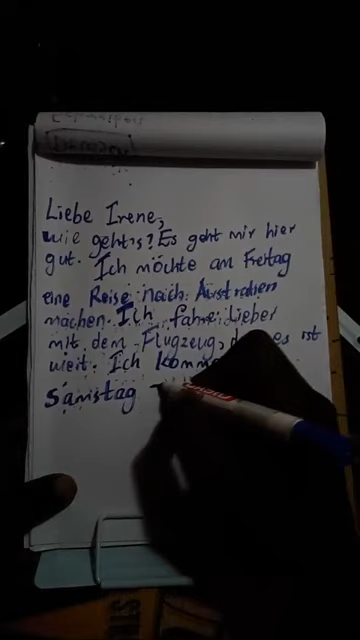 Liebe Irene,
wie geht's? Es geht mir hier
gut. Ich möchte am Freitag
eine Reise nach Australien
machen. Ich fahre lieber
mit dem Flugzeug, es ist
weit. Ich
Samstag